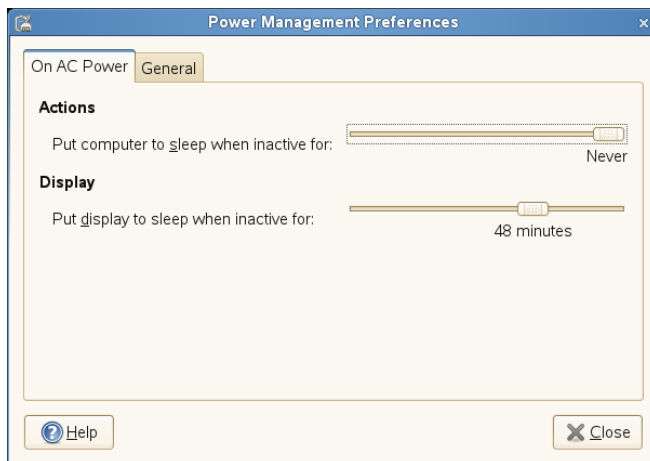 Power Management Preferences
On AC Power General
Actions
Put computer to sleep when inactive for:
Never
Display
Put display to sleep when inactive for:
48 minutes
Help Close